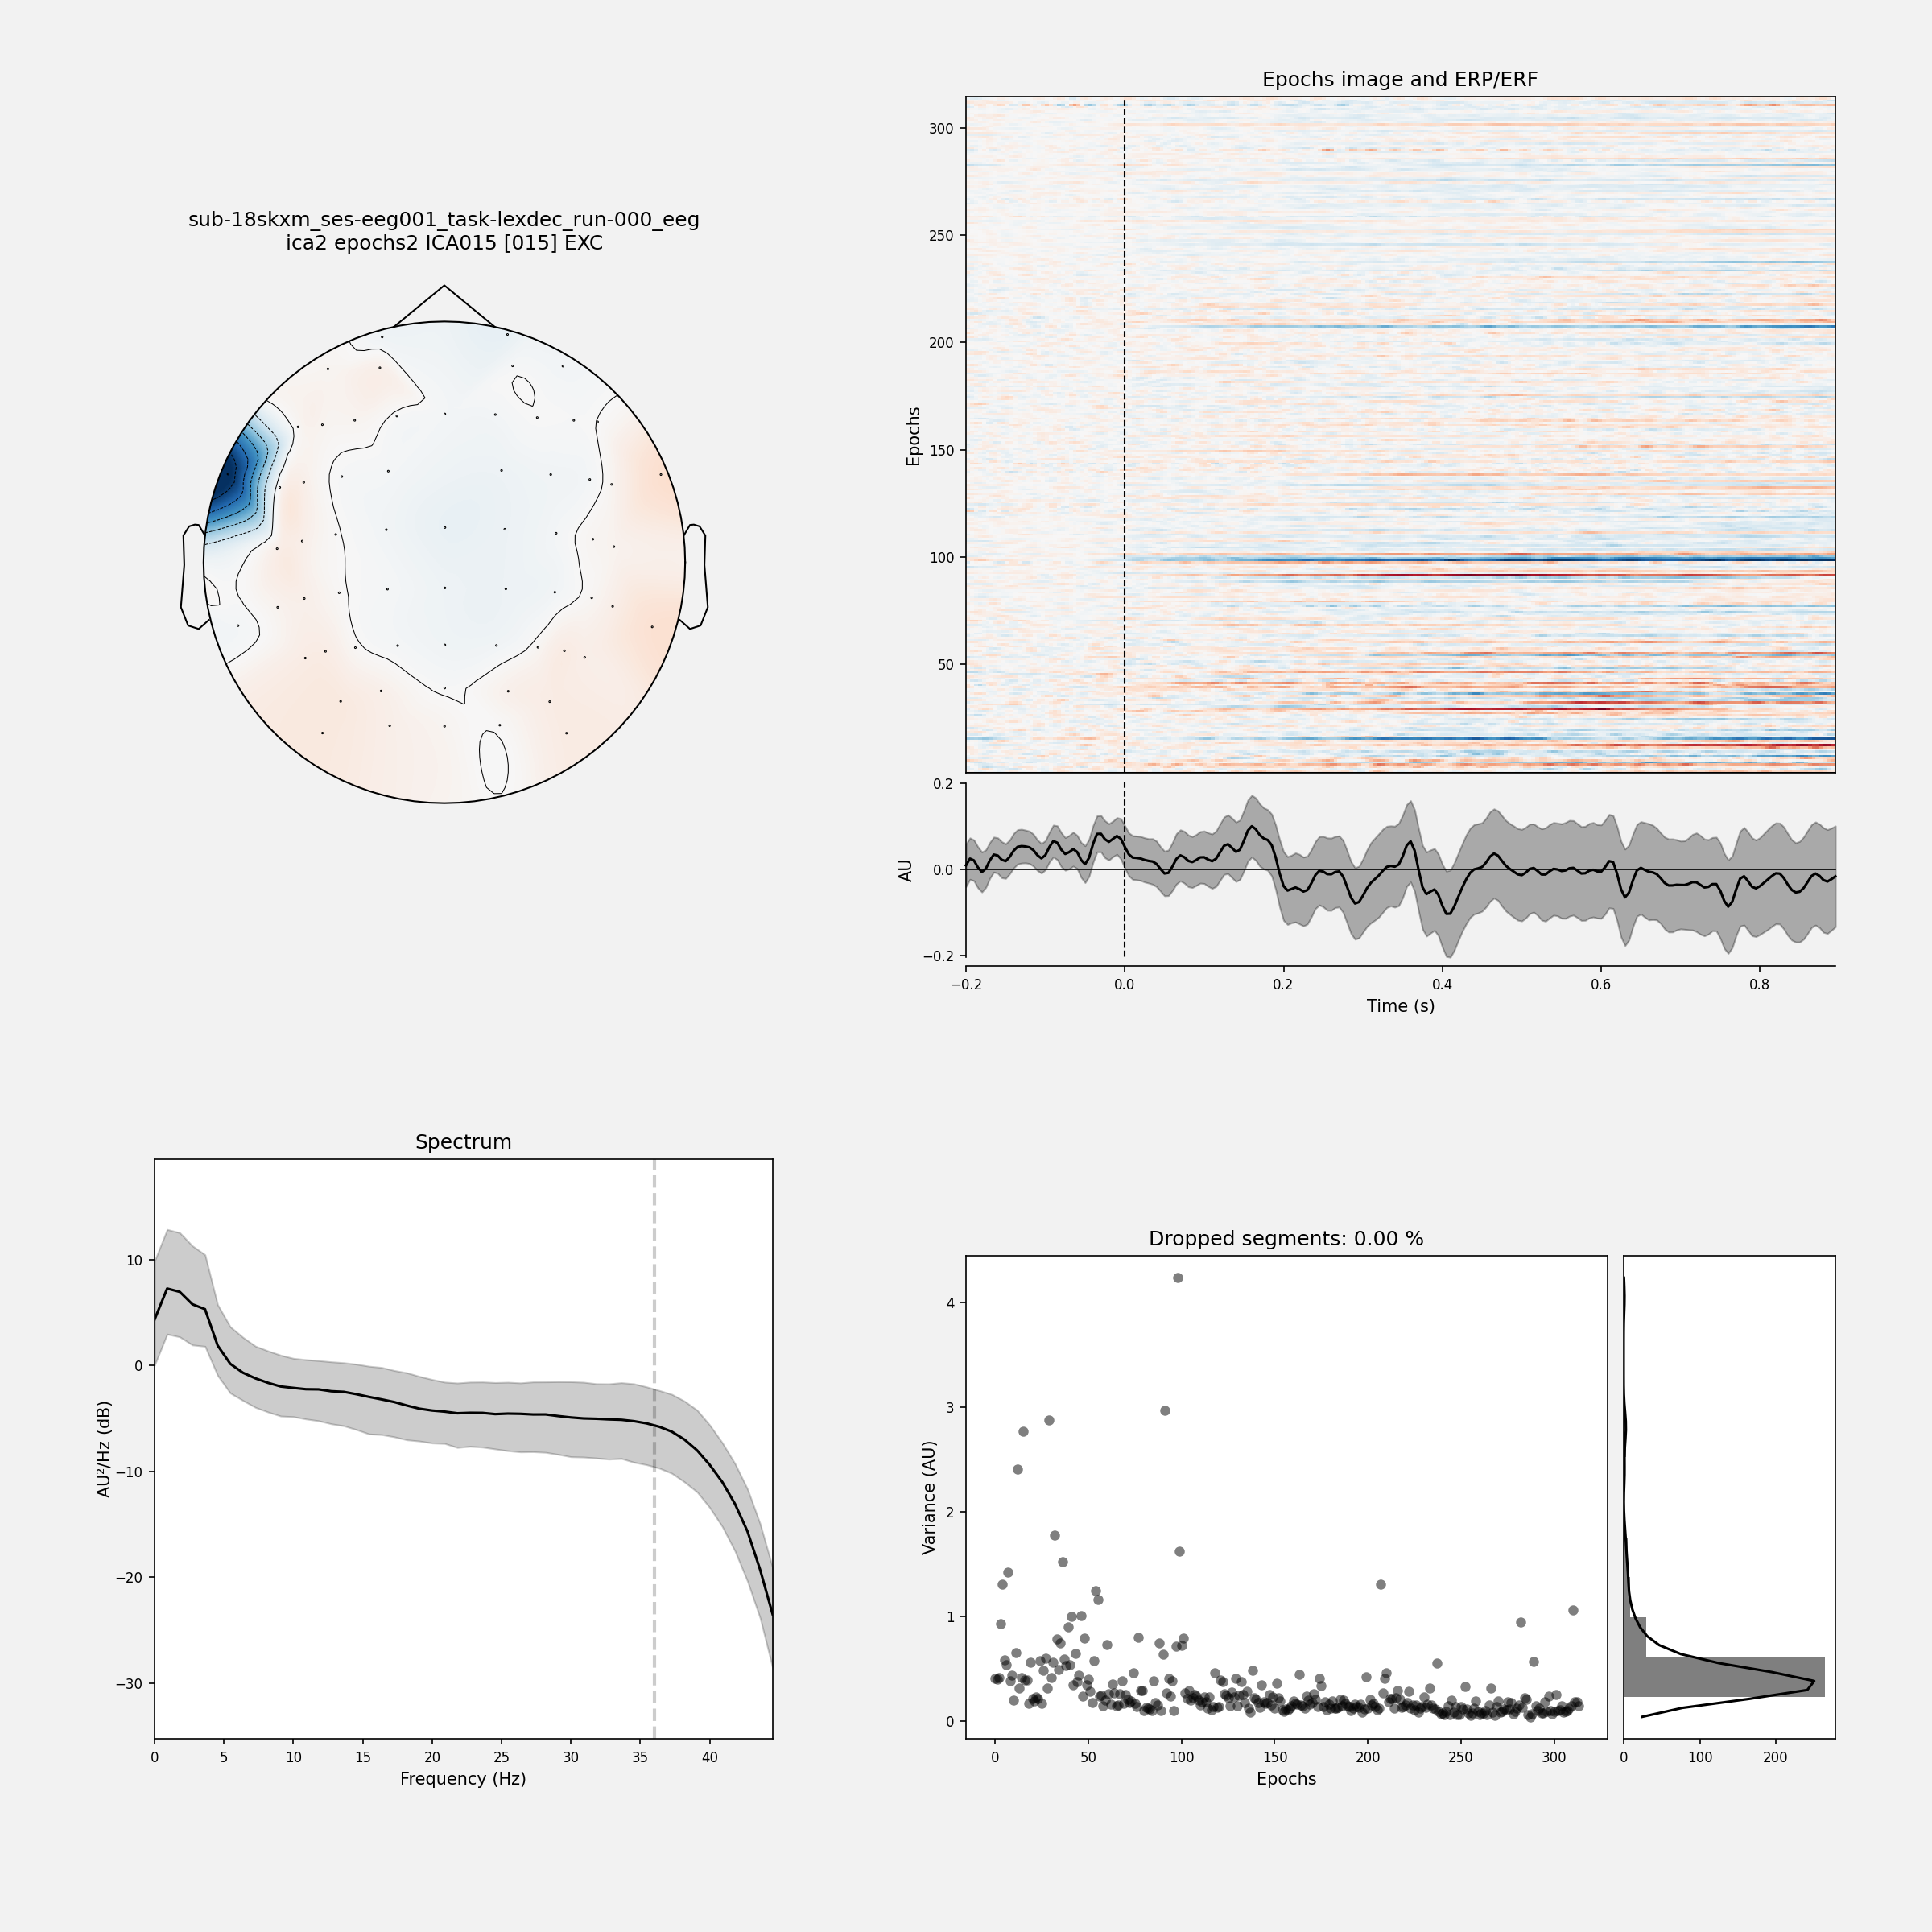 sub-18skxm_ses-eeg001_task-lexdec_run-000_eeg
ica2 epochs2 ICA015 [015] EXC
Epochs image and ERP/ERF
Epochs
300
250
200
150
100
50
AU
0.2
0.0
−0.2
−0.2 0.0 0.2 0.4 0.6 0.8
Time (s)
Spectrum
AU²/Hz (dB)
10
0
−10
−20
−30
0 5 10 15 20 25 30 35 40
Frequency (Hz)
Dropped segments: 0.00 %
Variance (AU)
4
3
2
1
0
0 50 100 150 200 250 300
Epochs
0 100 200